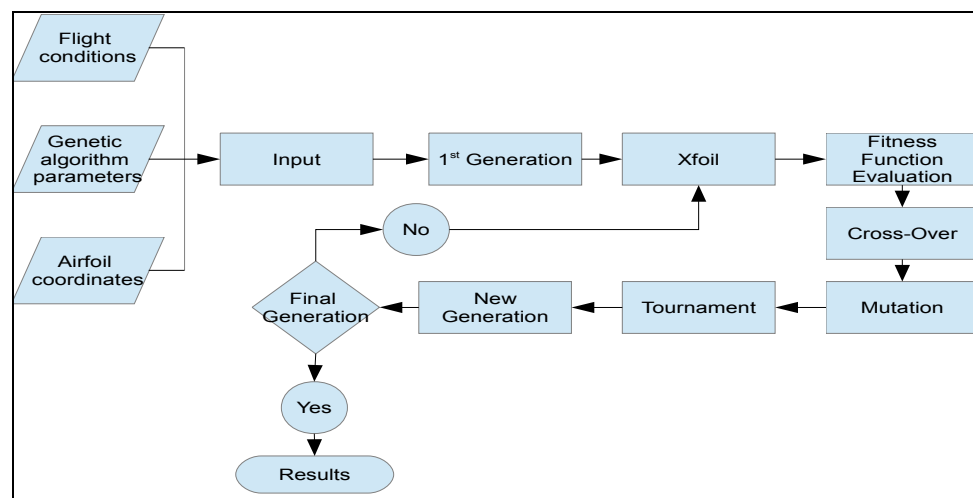 Flight
conditions
Genetic
algorithm
parameters
Airfoil
coordinates
Input
1st Generation
Xfoil
Fitness
Function
Evaluation
Cross-Over
Mutation
Tournament
New
Generation
Final
Generation
No
Yes
Results